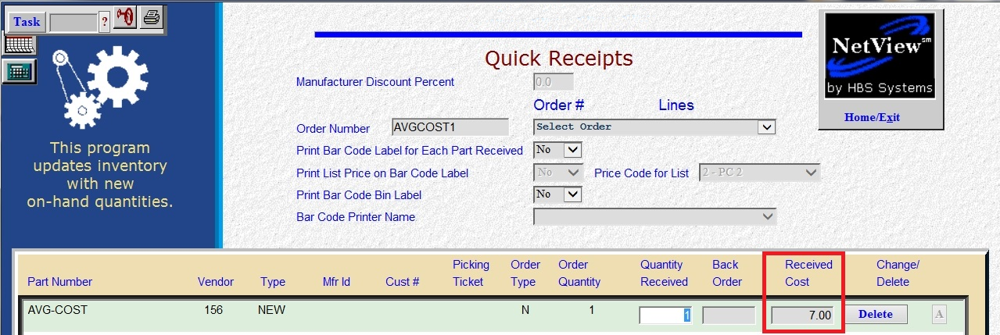 Task ?
NetView℠
by HBS Systems
Home/Exit
This program
updates inventory
with new
on-hand quantities.
Quick Receipts
Manufacturer Discount Percent 0.0
Order # Lines
Order Number AVGCOST1 Select Order
Print Bar Code Label for Each Part Received No
Print List Price on Bar Code Label No Price Code for List 2 - PC 2
Print Bar Code Bin Label No
Bar Code Printer Name
Picking Order Order Quantity Back Received Change/
Part Number Vendor Type Mfr Id Cust # Ticket Type Quantity Received Order Cost Delete
AVG-COST 156 NEW N 1 1 7.00 Delete A